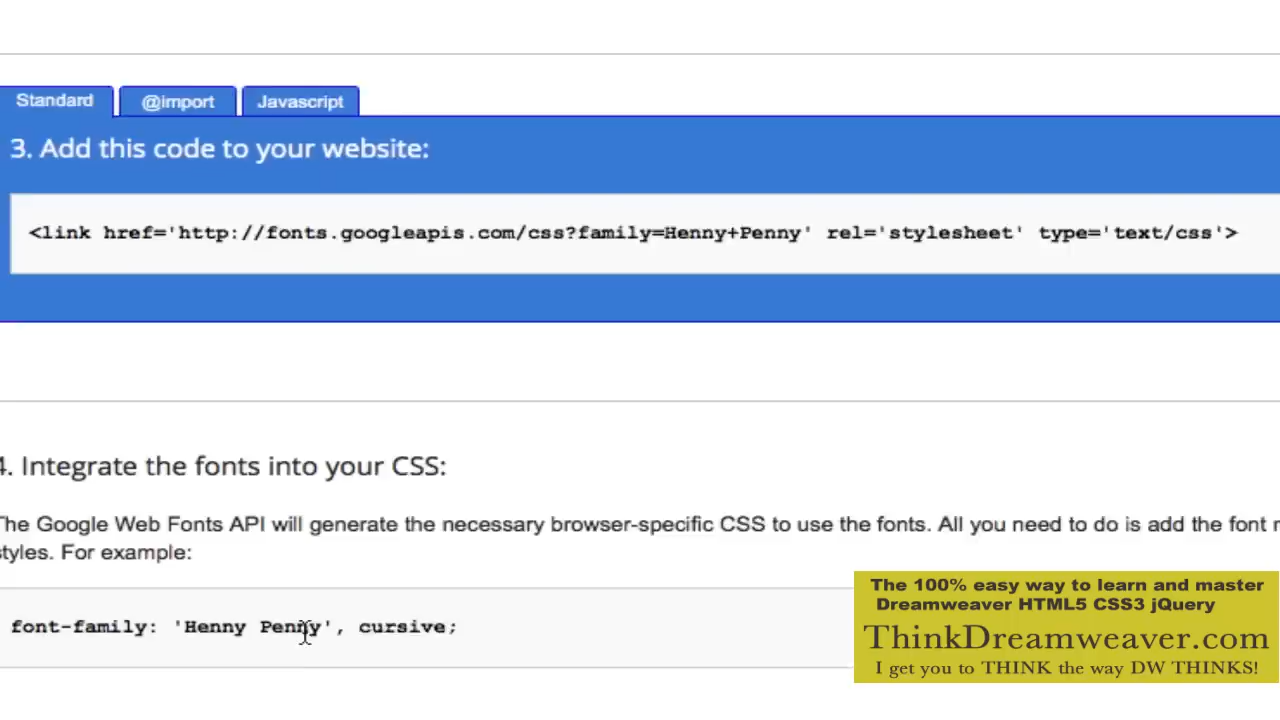 Standard @import Javascript
3. Add this code to your website:
<link href='http://fonts.googleapis.com/css?family=Henny+Penny' rel='stylesheet' type='text/css'>
4. Integrate the fonts into your CSS:
The Google Web Fonts API will generate the necessary browser-specific CSS to use the fonts. All you need to do is add the font
styles. For example:
font-family: 'Henny Penny', cursive;
The 100% easy way to learn and master
Dreamweaver HTML5 CSS3 jQuery
ThinkDreamweaver.com
I get you to THINK the way DW THINKS!